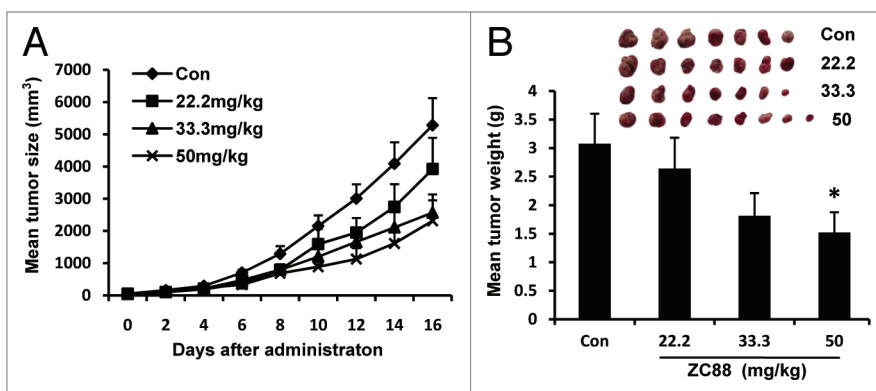 A
Mean tumor size (mm³)
7000
6000
5000
4000
3000
2000
1000
0
Con
22.2mg/kg
33.3mg/kg
50mg/kg
0 2 4 6 8 10 12 14 16
Days after administraton
B
Con
22.2
33.3
50
Mean tumor weight (g)
4
3.5
3
2.5
2
1.5
1
0.5
0
*
Con 22.2 33.3 50
ZC88 (mg/kg)